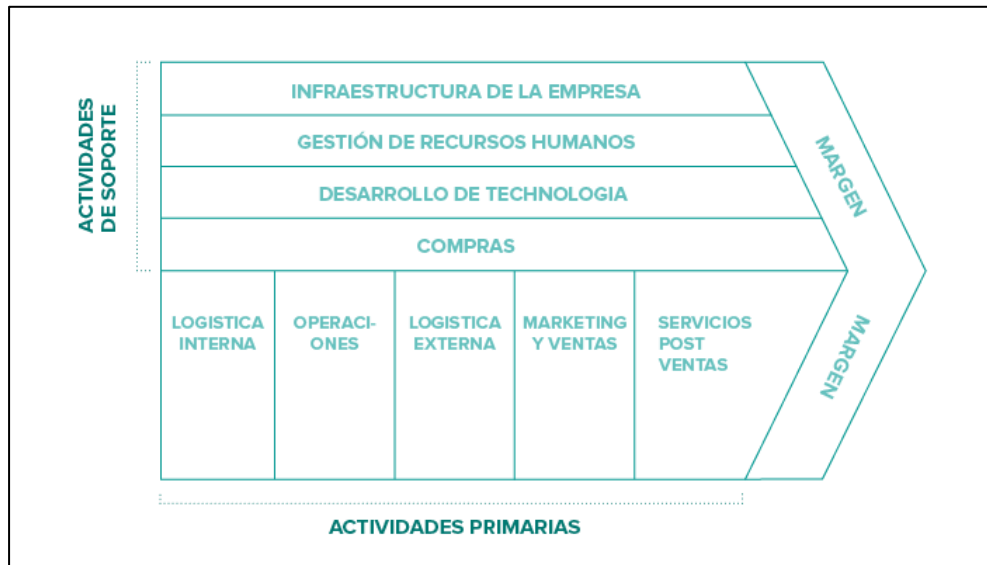 ACTIVIDADES
DE SOPORTE
INFRAESTRUCTURA DE LA EMPRESA
GESTIÓN DE RECURSOS HUMANOS
DESARROLLO DE TECHNOLOGIA
COMPRAS
MARGEN
LOGISTICA
INTERNA
OPERACI-
ONES
LOGISTICA
EXTERNA
MARKETING
Y VENTAS
SERVICIOS
POST
VENTAS
MARGEN
ACTIVIDADES PRIMARIAS